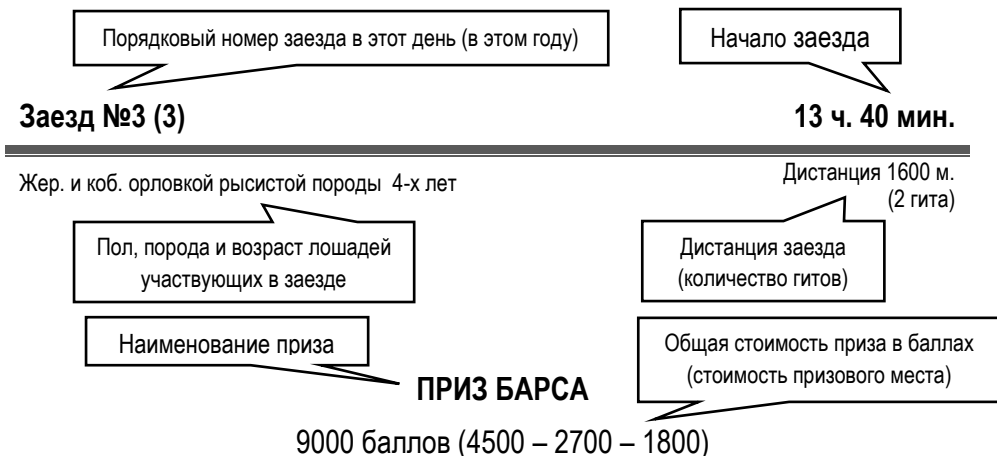 Порядковый номер заезда в этот день (в этом году)
Начало заезда
Заезд №3 (3)
13 ч. 40 мин.
Жер. и коб. орловкой рысистой породы 4-х лет
Дистанция 1600 м.
(2 гита)
Пол, порода и возраст лошадей
участвующих в заезде
Дистанция заезда
(количество гитов)
Наименование приза
Общая стоимость приза в баллах
(стоимость призового места)
ПРИЗ БАРСА
9000 баллов (4500 – 2700 – 1800)